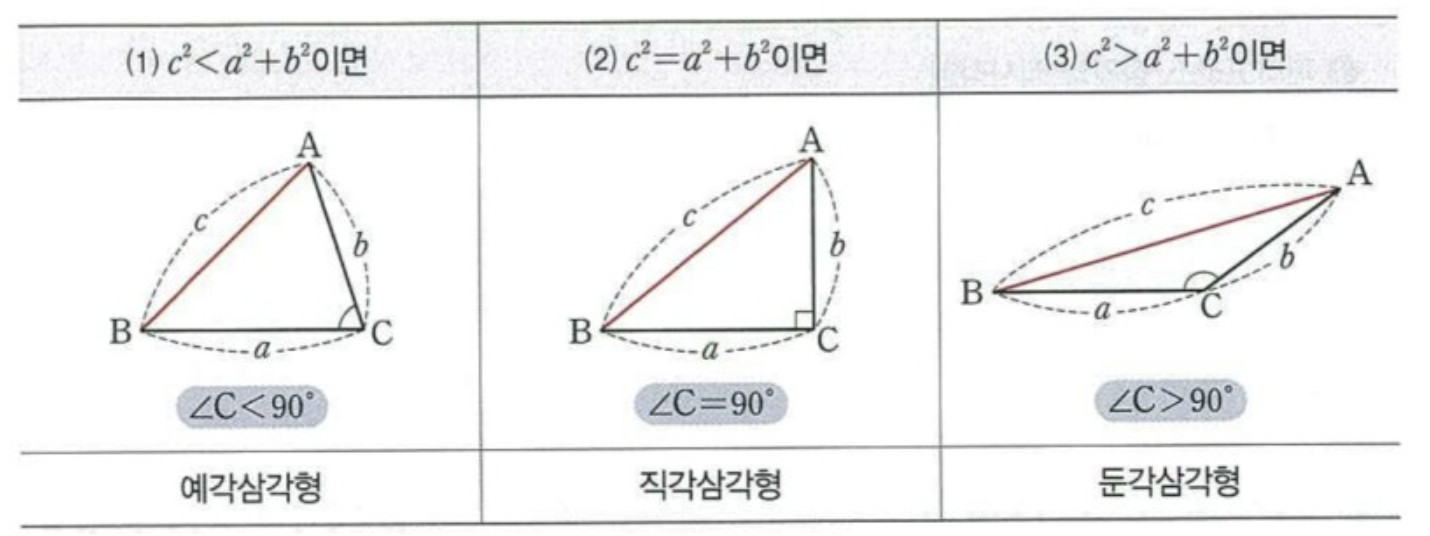 (1) c²<a²+b²이면
(2) c²=a²+b²이면
(3) c²>a²+b²이면
A
c
b
B
a
C
∠C<90°
A
c
b
B
a
C
∠C=90°
A
c
b
B
a
C
∠C>90°
예각삼각형
직각삼각형
둔각삼각형